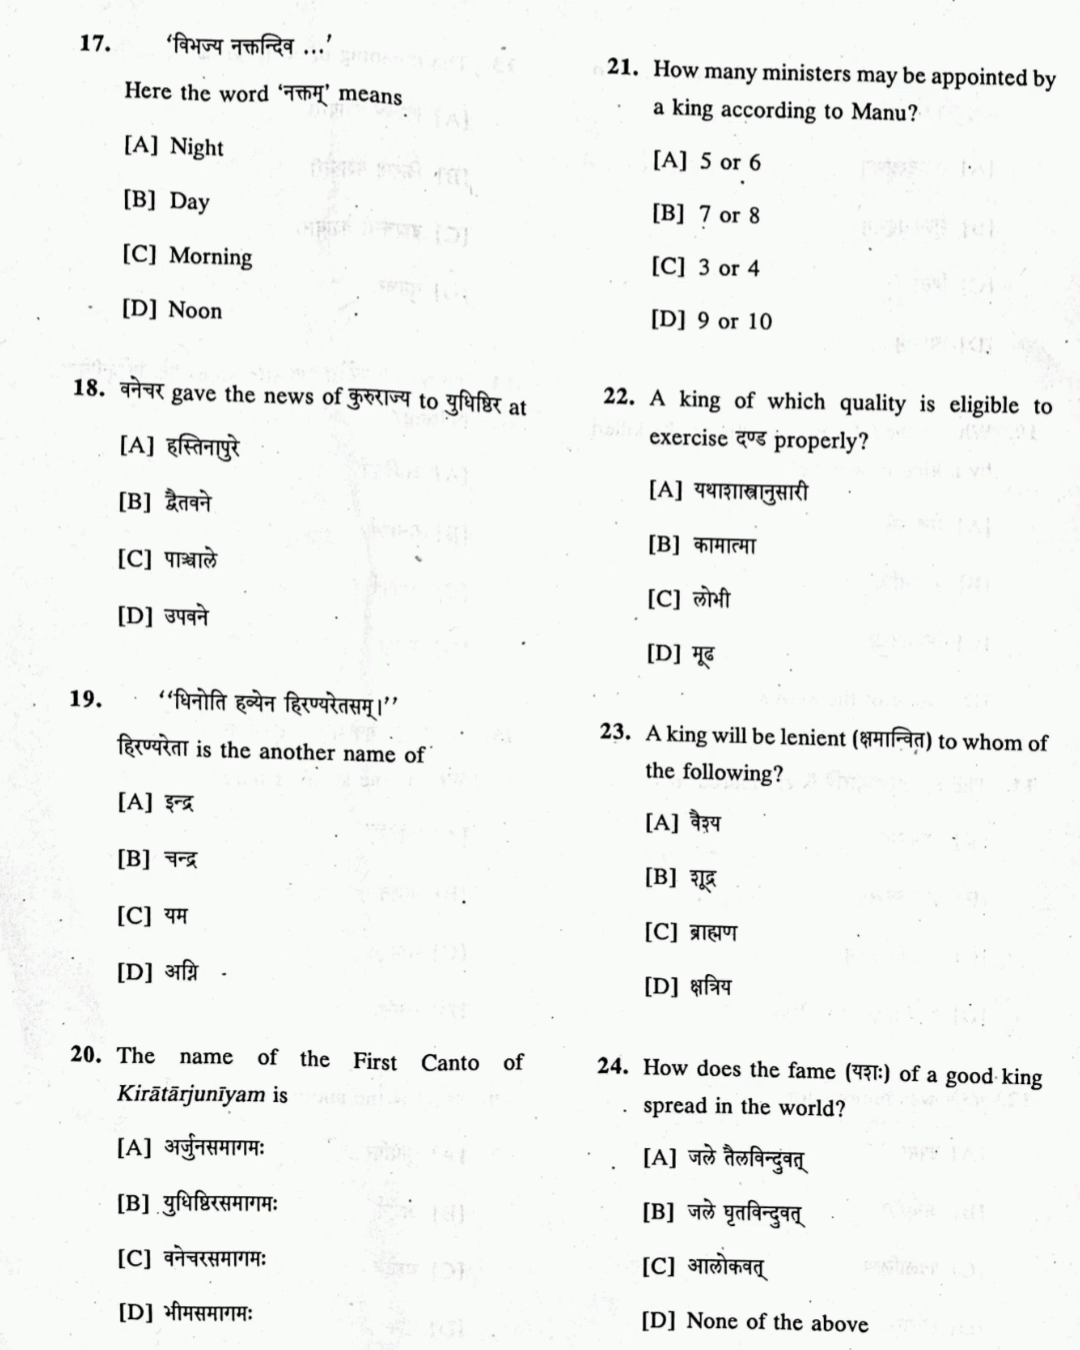 17. ‘विभज्य नक्तन्दिव ...’
Here the word ‘नक्तम्’ means
[A] Night
[B] Day
[C] Morning
[D] Noon
18. वनेचर gave the news of कुरुराज्य to युधिष्ठिर at
[A] हस्तिनापुरे
[B] द्वैतवने
[C] पाञ्चाले
[D] उपवने
19. ‘‘धिनोति हव्येन हिरण्यरेतसम्।’’
हिरण्यरेता is the another name of
[A] इन्द्र
[B] चन्द्र
[C] यम
[D] अग्नि
20. The name of the First Canto of
Kirātārjunīyam is
[A] अर्जुनसमागमः
[B] युधिष्ठिरसमागमः
[C] वनेचरसमागमः
[D] भीमसमागमः
21. How many ministers may be appointed by
a king according to Manu?
[A] 5 or 6
[B] 7 or 8
[C] 3 or 4
[D] 9 or 10
22. A king of which quality is eligible to
exercise दण्ड properly?
[A] यथाशास्त्रानुसारी
[B] कामात्मा
[C] लोभी
[D] मूढ
23. A king will be lenient (क्षमान्वित) to whom of
the following?
[A] वैश्य
[B] शूद्र
[C] ब्राह्मण
[D] क्षत्रिय
24. How does the fame (यशः) of a good king
spread in the world?
[A] जले तैलविन्दुवत्
[B] जले घृतविन्दुवत्
[C] आलोकवत्
[D] None of the above